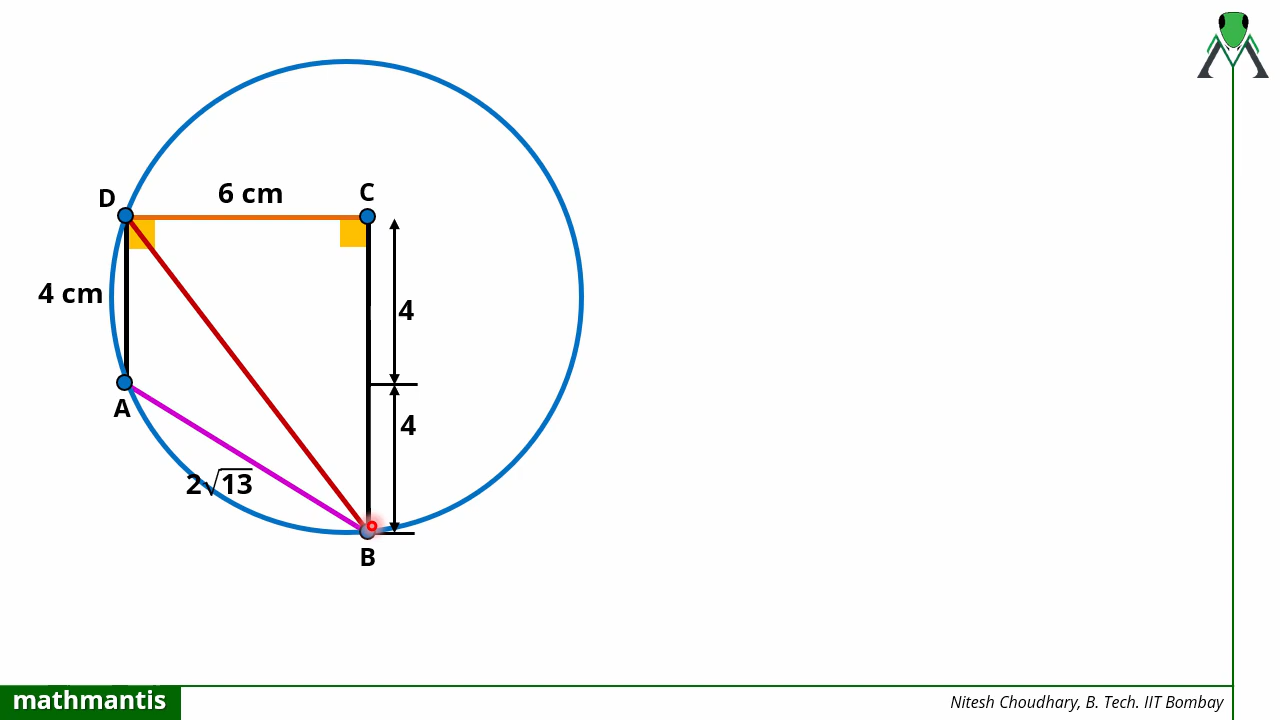 D
6 cm
C
4 cm
4
A
4
2√13
B
mathmantis
Nitesh Choudhary, B. Tech. IIT Bombay